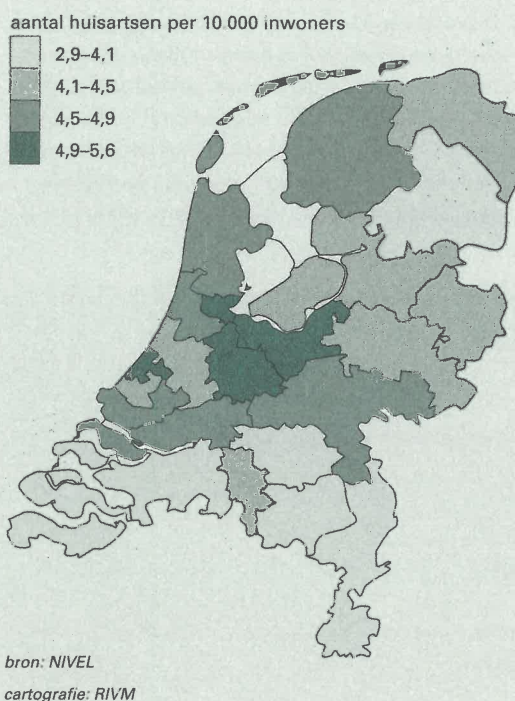 aantal huisartsen per 10.000 inwoners
2,9–4,1
4,1–4,5
4,5–4,9
4,9–5,6
bron: NIVEL
cartografie: RIVM